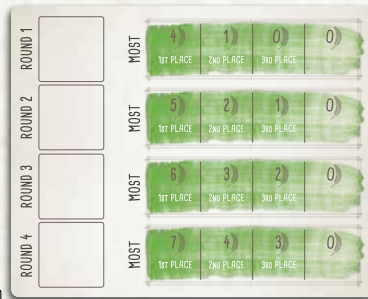 ROUND 1
MOST
4 1 0 0
1ST PLACE 2ND PLACE 3RD PLACE
ROUND 2
MOST
5 2 1 0
1ST PLACE 2ND PLACE 3RD PLACE
ROUND 3
MOST
6 3 2 0
1ST PLACE 2ND PLACE 3RD PLACE
ROUND 4
MOST
7 4 3 0
1ST PLACE 2ND PLACE 3RD PLACE